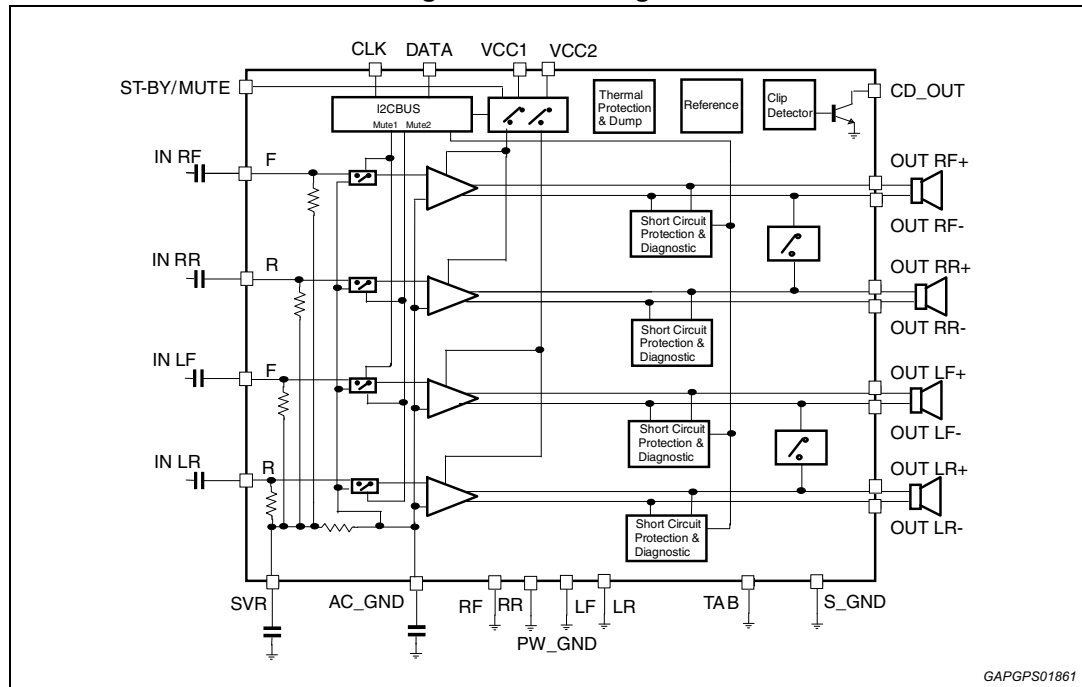 CLK DATA VCC1 VCC2
ST-BY/MUTE
I2CBUS
Mute1 Mute2
Thermal
Protection
& Dump
Reference
Clip
Detector
CD_OUT
IN RF
F
OUT RF+
Short Circuit
Protection &
Diagnostic
OUT RF-
IN RR
R
OUT RR+
Short Circuit
Protection &
Diagnostic
OUT RR-
IN LF
F
OUT LF+
Short Circuit
Protection &
Diagnostic
OUT LF-
IN LR
R
OUT LR+
Short Circuit
Protection &
Diagnostic
OUT LR-
SVR AC_GND RF RR LF LR TAB S_GND
PW_GND
GAPGPS01861